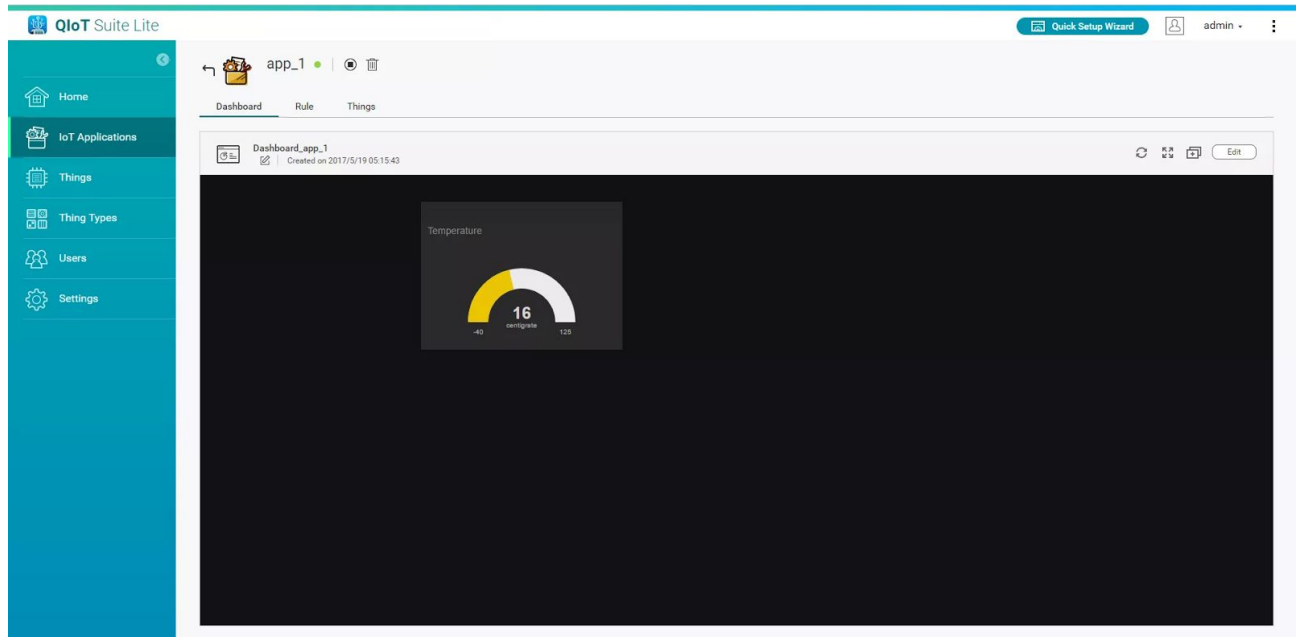 QIoT Suite Lite
Quick Setup Wizard
admin
Home
IoT Applications
Things
Thing Types
Users
Settings
app_1
Dashboard Rule Things
Dashboard_app_1
Created on 2017/5/19 05:15:43
Edit
Temperature
16
centigrate
-40 125